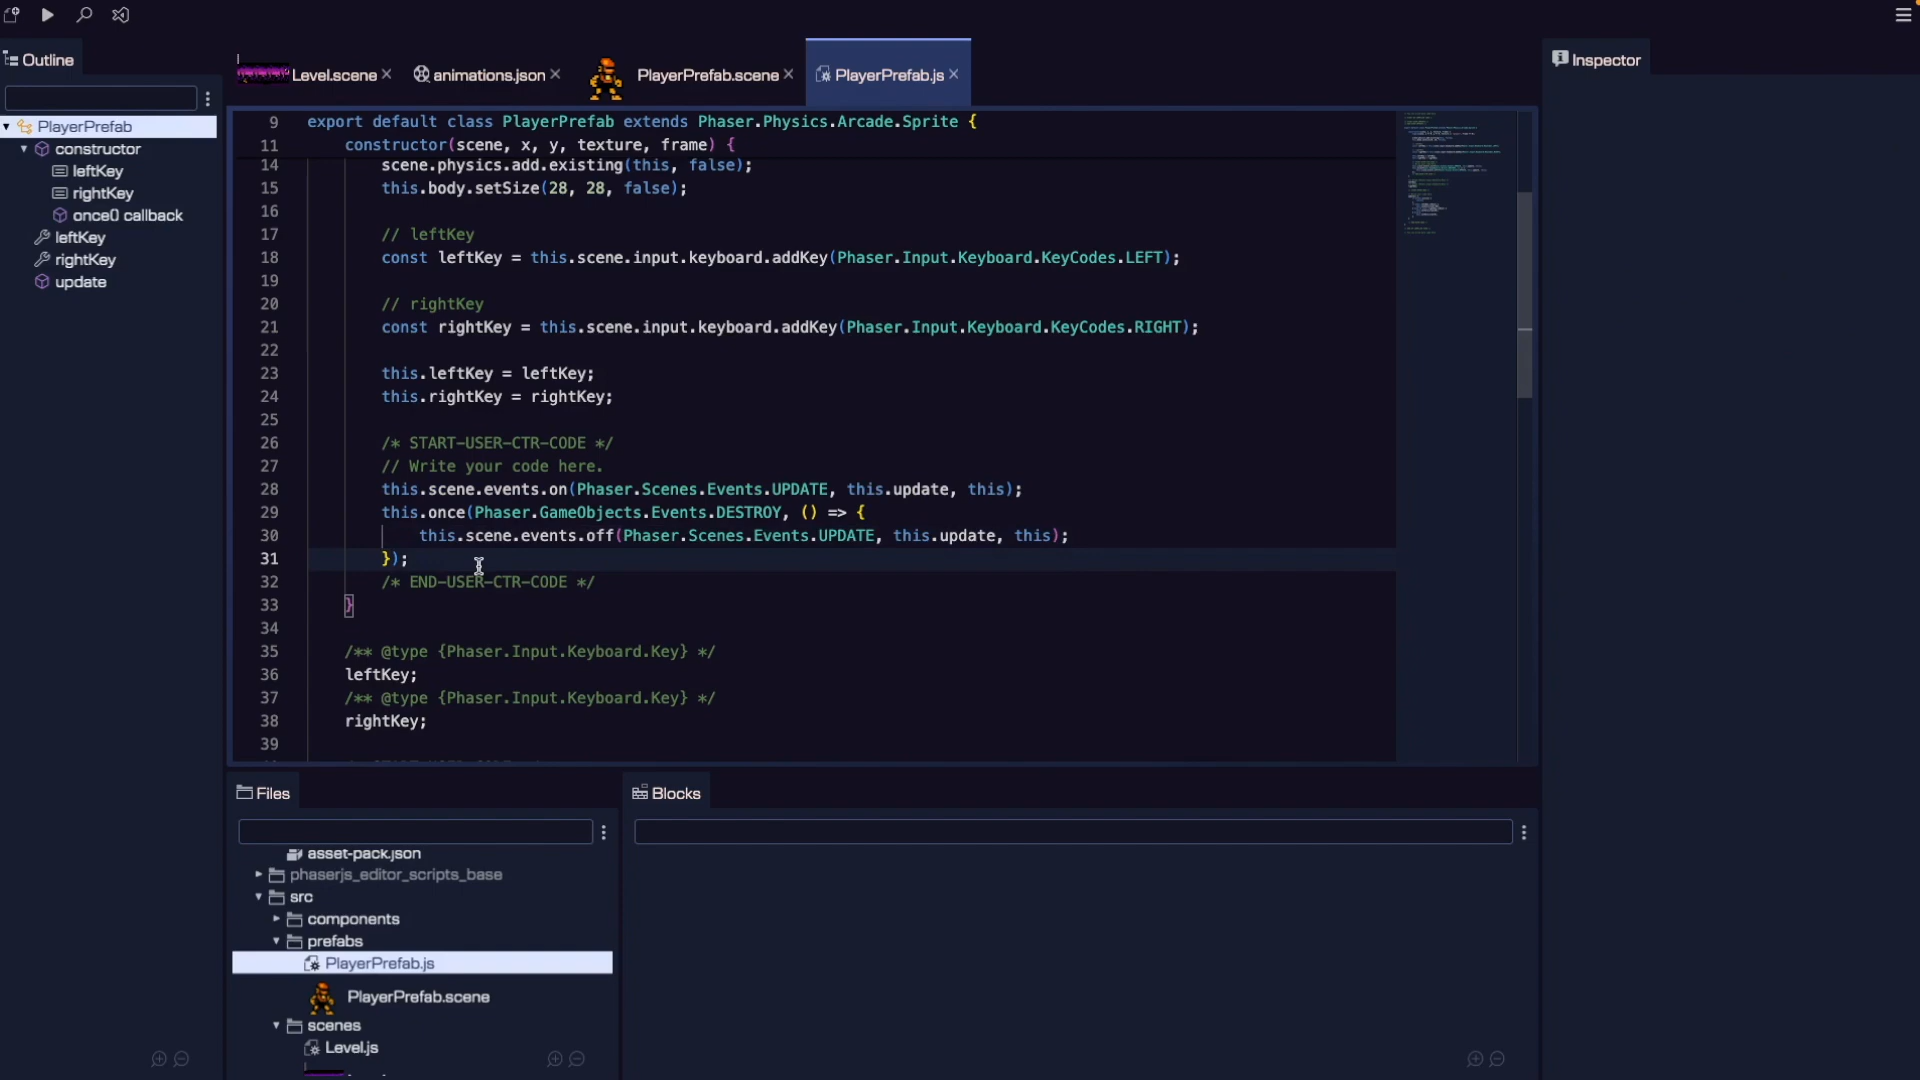 Outline
Level.scene
animations.json
PlayerPrefab.scene
PlayerPrefab.js
Inspector
PlayerPrefab
constructor
leftKey
rightKey
once() callback
leftKey
rightKey
update
9 export default class PlayerPrefab extends Phaser.Physics.Arcade.Sprite {
11 constructor(scene, x, y, texture, frame) {
14 scene.physics.add.existing(this, false);
15 this.body.setSize(28, 28, false);
16
17 // leftKey
18 const leftKey = this.scene.input.keyboard.addKey(Phaser.Input.Keyboard.KeyCodes.LEFT);
19
20 // rightKey
21 const rightKey = this.scene.input.keyboard.addKey(Phaser.Input.Keyboard.KeyCodes.RIGHT);
22
23 this.leftKey = leftKey;
24 this.rightKey = rightKey;
25
26 /* START-USER-CTR-CODE */
27 // Write your code here.
28 this.scene.events.on(Phaser.Scenes.Events.UPDATE, this.update, this);
29 this.once(Phaser.GameObjects.Events.DESTROY, () => {
30 this.scene.events.off(Phaser.Scenes.Events.UPDATE, this.update, this);
31 });
32 /* END-USER-CTR-CODE */
33 }
34
35 /** @type {Phaser.Input.Keyboard.Key} */
36 leftKey;
37 /** @type {Phaser.Input.Keyboard.Key} */
38 rightKey;
39
Files
Blocks
asset-pack.json
phaserjs_editor_scripts_base
src
components
prefabs
PlayerPrefab.js
PlayerPrefab.scene
scenes
Level.js